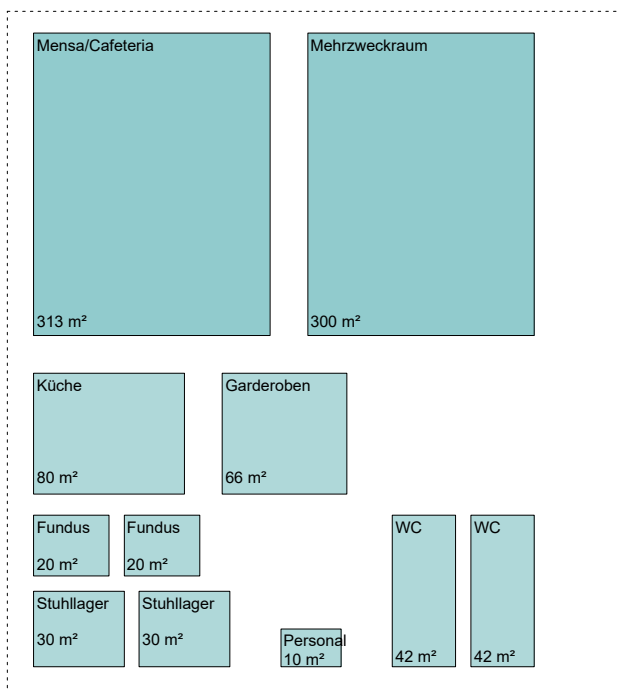 Mensa/Cafeteria
313 m²
Mehrzweckraum
300 m²
Küche
80 m²
Garderoben
66 m²
Fundus
20 m²
Fundus
20 m²
WC
42 m²
WC
42 m²
Stuhllager
30 m²
Stuhllager
30 m²
Personal
10 m²